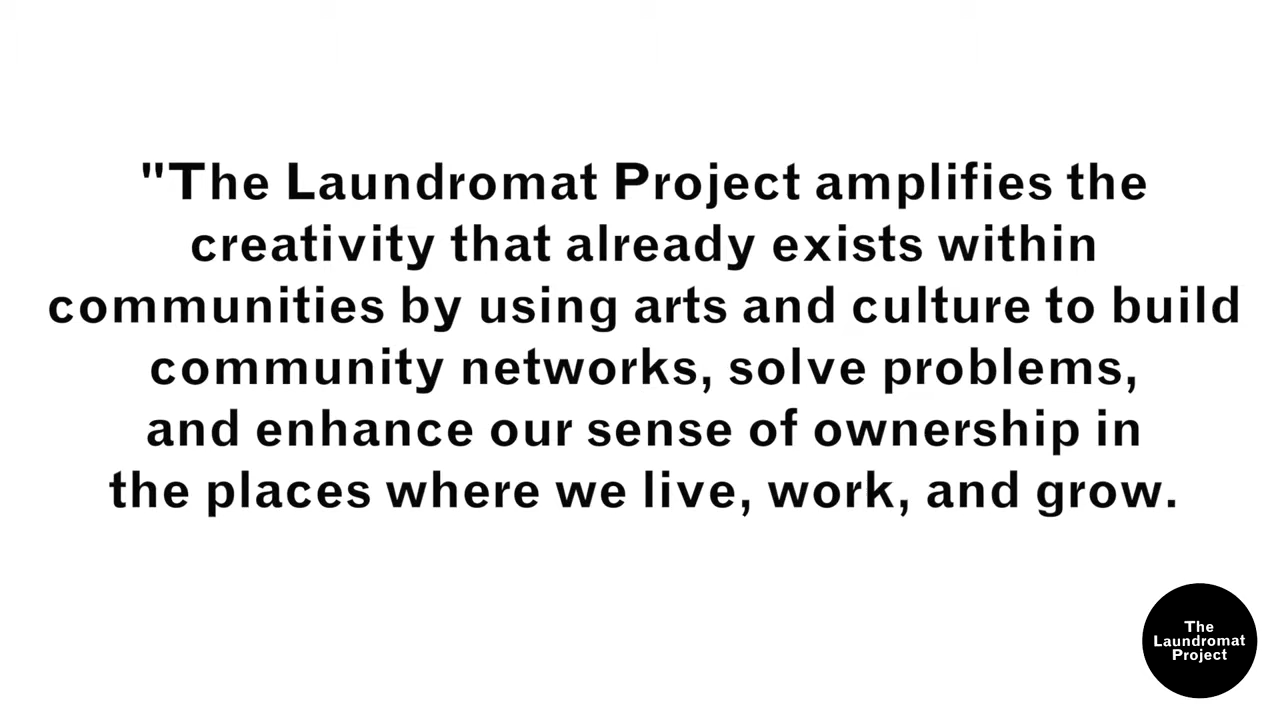 "The Laundromat Project amplifies the
creativity that already exists within
communities by using arts and culture to build
community networks, solve problems,
and enhance our sense of ownership in
the places where we live, work, and grow.
The
Laundromat
Project